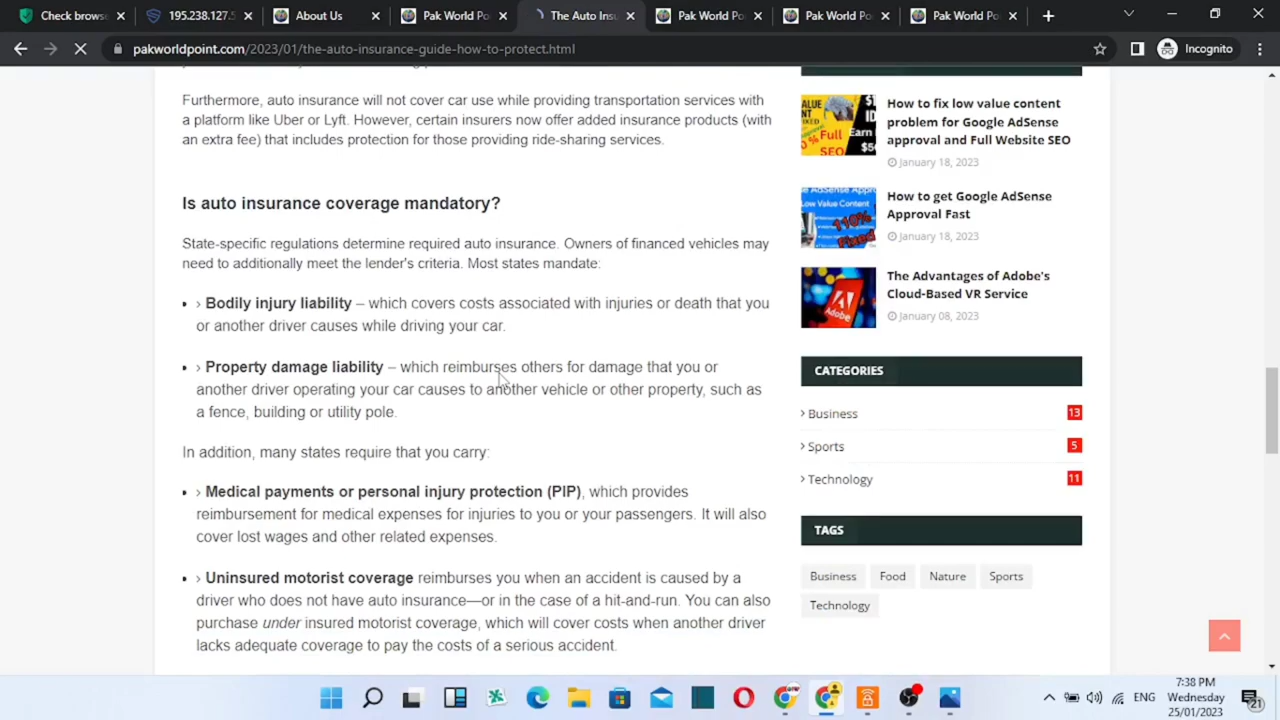 Check browse
195.238.127.5
About Us
Pak World Po
The Auto Insu
Pak World Po
Pak World Po
Pak World Po
pakworldpoint.com/2023/01/the-auto-insurance-guide-how-to-protect.html
Incognito
Furthermore, auto insurance will not cover car use while providing transportation services with
a platform like Uber or Lyft. However, certain insurers now offer added insurance products (with
an extra fee) that includes protection for those providing ride-sharing services.
Is auto insurance coverage mandatory?
State-specific regulations determine required auto insurance. Owners of financed vehicles may
need to additionally meet the lender's criteria. Most states mandate:
• › Bodily injury liability – which covers costs associated with injuries or death that you
or another driver causes while driving your car.
• › Property damage liability – which reimburses others for damage that you or
another driver operating your car causes to another vehicle or other property, such as
a fence, building or utility pole.
In addition, many states require that you carry:
• › Medical payments or personal injury protection (PIP), which provides
reimbursement for medical expenses for injuries to you or your passengers. It will also
cover lost wages and other related expenses.
• › Uninsured motorist coverage reimburses you when an accident is caused by a
driver who does not have auto insurance—or in the case of a hit-and-run. You can also
purchase under insured motorist coverage, which will cover costs when another driver
lacks adequate coverage to pay the costs of a serious accident.
Full
SEO
Earn
How to fix low value content
problem for Google AdSense
approval and Full Website SEO
January 18, 2023
Low Value Content
110%
Fixed
How to get Google AdSense
Approval Fast
January 18, 2023
Adobe
The Advantages of Adobe's
Cloud-Based VR Service
January 08, 2023
CATEGORIES
› Business 13
› Sports 5
› Technology 11
TAGS
Business Food Nature Sports
Technology
ENG
7:38 PM
Wednesday
25/01/2023
21